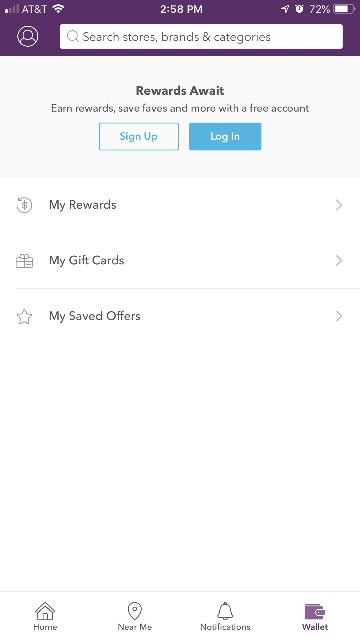 AT&T 2:58 PM 72%
Search stores, brands & categories
Rewards Await
Earn rewards, save faves and more with a free account
Sign Up Log In
My Rewards
My Gift Cards
My Saved Offers
Home Near Me Notifications Wallet